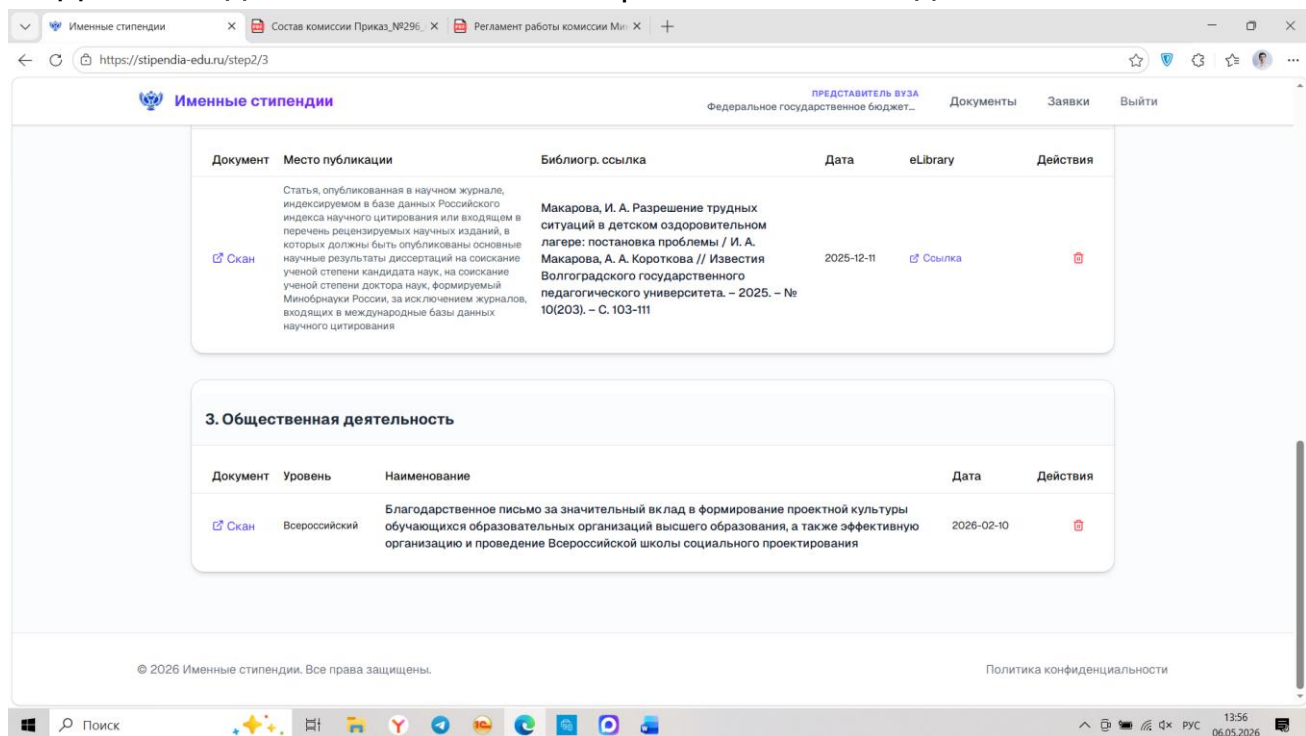 Именные стипендии
Состав комиссии Приказ_№296_
Регламент работы комиссии Ми
https://stipendia-edu.ru/step2/3
Именные стипендии
ПРЕДСТАВИТЕЛЬ ВУЗА
Федеральное государственное бюджет...
Документы
Заявки
Выйти
Документ Место публикации Библиогр. ссылка Дата eLibrary Действия
Скан
Статья, опубликованная в научном журнале,
индексируемом в базе данных Российского
индекса научного цитирования или входящем в
перечень рецензируемых научных изданий, в
которых должны быть опубликованы основные
научные результаты диссертаций на соискание
ученой степени кандидата наук, на соискание
ученой степени доктора наук, формируемый
Минобрнауки России, за исключением журналов,
входящих в международные базы данных
научного цитирования
Макарова, И. А. Разрешение трудных
ситуаций в детском оздоровительном
лагере: постановка проблемы / И. А.
Макарова, А. А. Короткова // Известия
Волгоградского государственного
педагогического университета. – 2025. – №
10(203). – С. 103-111
2025-12-11
Ссылка
3. Общественная деятельность
Документ Уровень Наименование Дата Действия
Скан
Всероссийский
Благодарственное письмо за значительный вклад в формирование проектной культуры
обучающихся образовательных организаций высшего образования, а также эффективную
организацию и проведение Всероссийской школы социального проектирования
2026-02-10
© 2026 Именные стипендии. Все права защищены.
Политика конфиденциальности
Поиск
РУС
13:56
06.05.2026